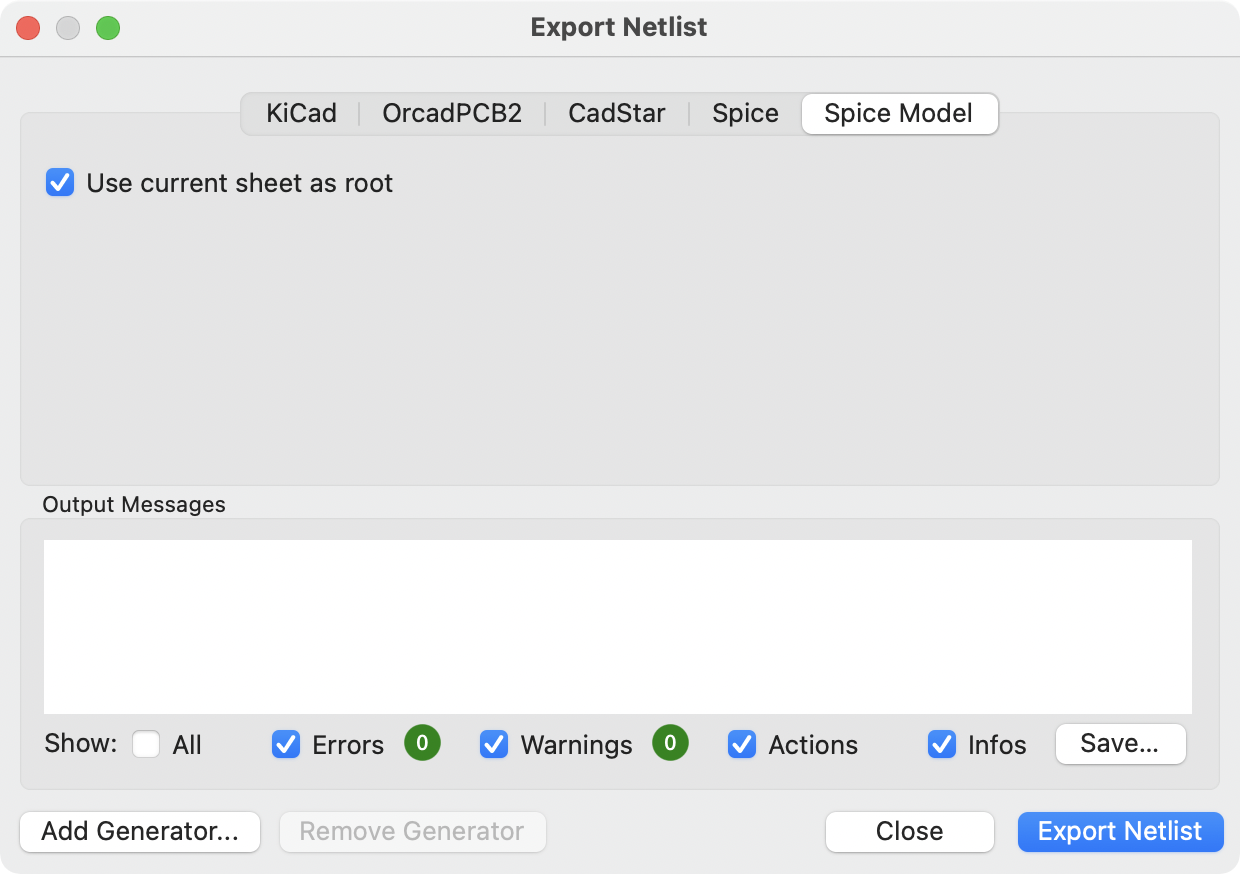 Export Netlist
KiCad OrcadPCB2 CadStar Spice Spice Model
Use current sheet as root
Output Messages
Show: All Errors 0 Warnings 0 Actions Infos Save...
Add Generator... Remove Generator Close Export Netlist